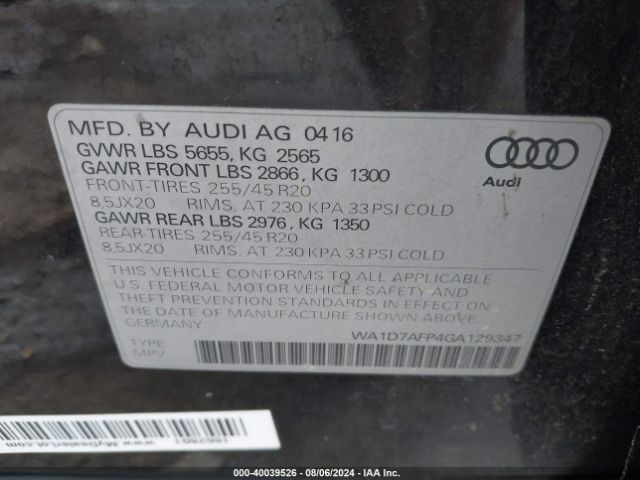 MFD. BY AUDI AG 0416
GVWR LBS 5655, KG 2565
GAWR FRONT LBS 2866, KG 1300
FRONT-TIRES 255/45 R20
8,5JX20 RIMS, AT 230 KPA 33 PSI COLD
GAWR REAR LBS 2976, KG 1350
REAR-TIRES 255/45 R20
8,5JX20 RIMS, AT 230 KPA 33 PSI COLD
Audi
THIS VEHICLE CONFORMS TO ALL APPLICABLE
U.S. FEDERAL MOTOR VEHICLE SAFETY AND
THEFT PREVENTION STANDARDS IN EFFECT ON
THE DATE OF MANUFACTURE SHOWN ABOVE
GERMANY
WA1D7AFP4GA129347
TYPE
MPV
www.MyDealerLot.com
000-40039526 - 08/06/2024 - IAA Inc.